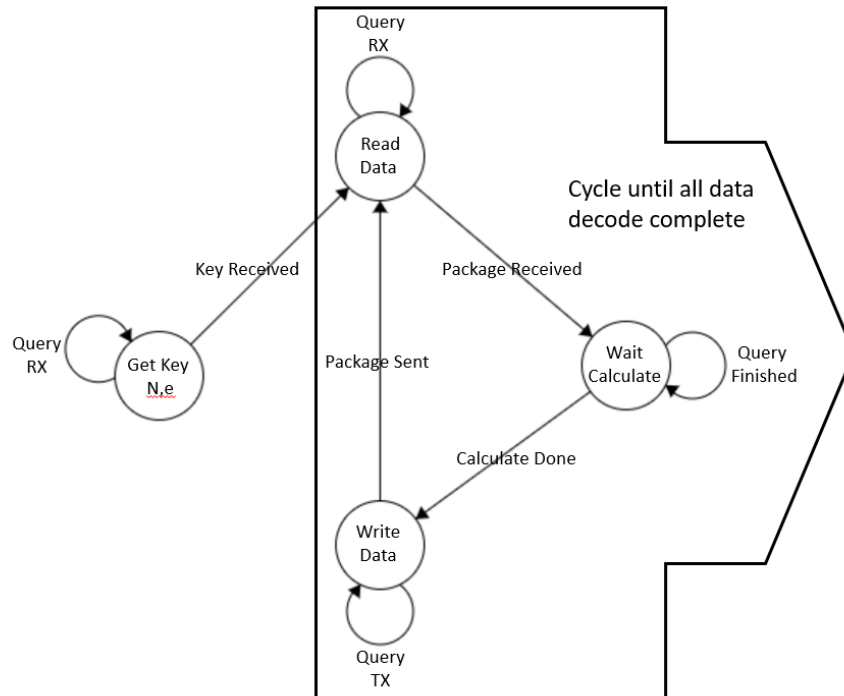 Query
RX
Read
Data
Cycle until all data
decode complete
Key Received
Package Received
Query
RX
Get Key
N,e
Package Sent
Wait
Calculate
Query
Finished
Calculate Done
Write
Data
Query
TX